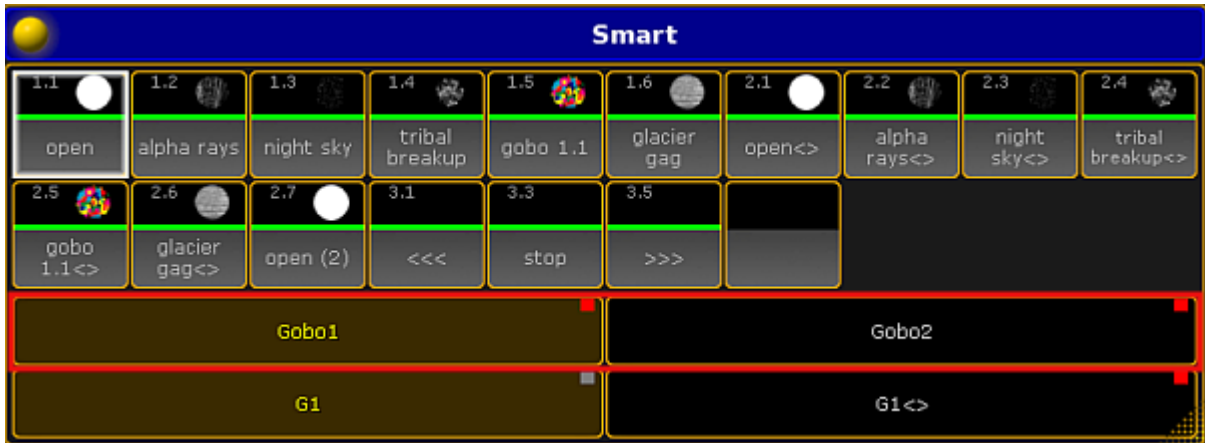 Smart
1.1 1.2 1.3 1.4 1.5 1.6 2.1 2.2 2.3 2.4
open
alpha rays
night sky
tribal
breakup
gobo 1.1
glacier
gag
open<>
alpha
rays<>
night
sky<>
tribal
breakup<>
2.5 2.6 2.7 3.1 3.3 3.5
gobo
1.1<>
glacier
gag<>
open (2)
<<<
stop
>>>
Gobo1
Gobo2
G1
G1<>